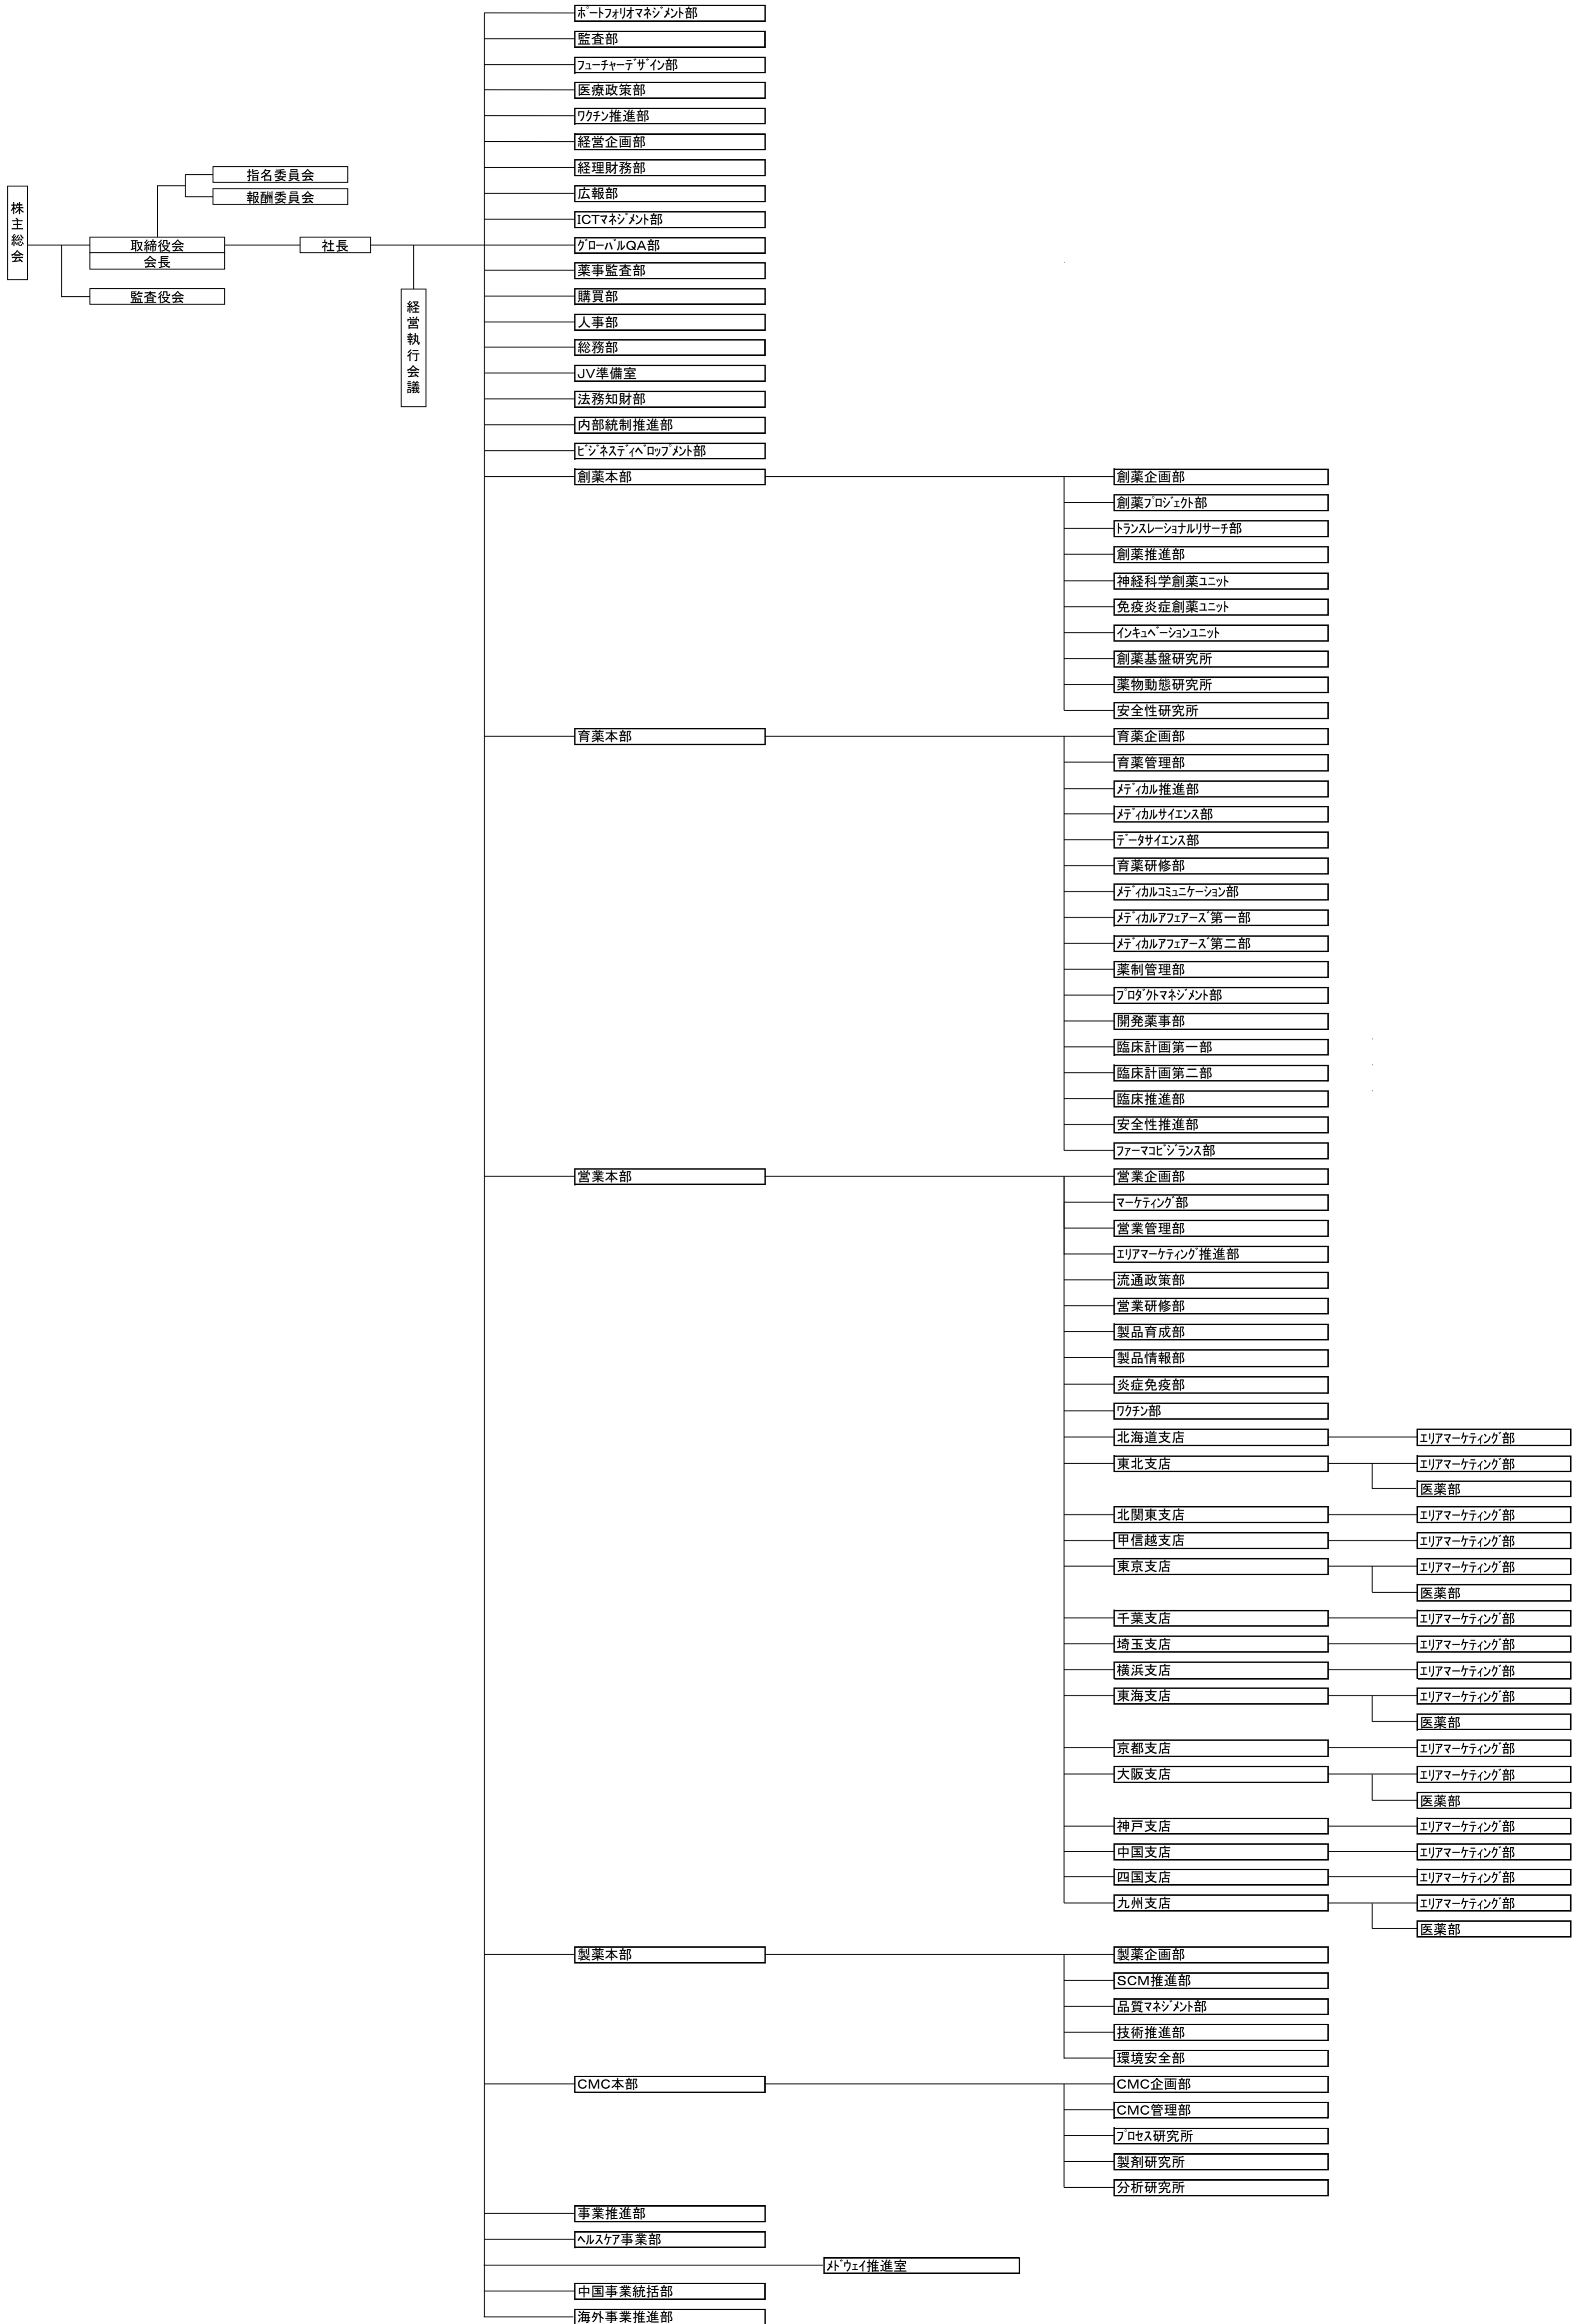 株主総会
指名委員会
報酬委員会
取締役会
会長
監査役会
社長
経営執行会議
ﾎﾟｰﾄﾌｫﾘｵﾏﾈｼﾞﾒﾝﾄ部
監査部
ﾌｭｰﾁｬｰﾃﾞｻﾞｲﾝ部
医療政策部
ﾜｸﾁﾝ推進部
経営企画部
経理財務部
広報部
ICTﾏﾈｼﾞﾒﾝﾄ部
ｸﾞﾛｰﾊﾞﾙQA部
薬事監査部
購買部
人事部
総務部
JV準備室
法務知財部
内部統制推進部
ﾋﾞｼﾞﾈｽﾃﾞｨﾍﾞﾛｯﾌﾟﾒﾝﾄ部
創薬本部
創薬企画部
創薬ﾌﾟﾛｼﾞｪｸﾄ部
ﾄﾗﾝｽﾚｰｼｮﾅﾙﾘｻｰﾁ部
創薬推進部
神経科学創薬ﾕﾆｯﾄ
免疫炎症創薬ﾕﾆｯﾄ
ｲﾝｷｭﾍﾞｰｼｮﾝﾕﾆｯﾄ
創薬基盤研究所
薬物動態研究所
安全性研究所
育薬本部
育薬企画部
育薬管理部
ﾒﾃﾞｨｶﾙ推進部
ﾒﾃﾞｨｶﾙｻｲｴﾝｽ部
ﾃﾞｰﾀｻｲｴﾝｽ部
育薬研修部
ﾒﾃﾞｨｶﾙｺﾐｭﾆｹｰｼｮﾝ部
ﾒﾃﾞｨｶﾙｱﾌｪｱｰｽﾞ第一部
ﾒﾃﾞｨｶﾙｱﾌｪｱｰｽﾞ第二部
薬制管理部
ﾌﾟﾛﾀﾞｸﾄﾏﾈｼﾞﾒﾝﾄ部
開発薬事部
臨床計画第一部
臨床計画第二部
臨床推進部
安全性推進部
ﾌｧｰﾏｺﾋﾞｼﾞﾗﾝｽ部
営業本部
営業企画部
ﾏｰｹﾃｨﾝｸﾞ部
営業管理部
ｴﾘｱﾏｰｹﾃｨﾝｸﾞ推進部
流通政策部
営業研修部
製品育成部
製品情報部
炎症免疫部
ﾜｸﾁﾝ部
北海道支店
ｴﾘｱﾏｰｹﾃｨﾝｸﾞ部
東北支店
ｴﾘｱﾏｰｹﾃｨﾝｸﾞ部
医薬部
北関東支店
ｴﾘｱﾏｰｹﾃｨﾝｸﾞ部
甲信越支店
ｴﾘｱﾏｰｹﾃｨﾝｸﾞ部
東京支店
ｴﾘｱﾏｰｹﾃｨﾝｸﾞ部
医薬部
千葉支店
ｴﾘｱﾏｰｹﾃｨﾝｸﾞ部
埼玉支店
ｴﾘｱﾏｰｹﾃｨﾝｸﾞ部
横浜支店
ｴﾘｱﾏｰｹﾃｨﾝｸﾞ部
東海支店
ｴﾘｱﾏｰｹﾃｨﾝｸﾞ部
医薬部
京都支店
ｴﾘｱﾏｰｹﾃｨﾝｸﾞ部
大阪支店
ｴﾘｱﾏｰｹﾃｨﾝｸﾞ部
医薬部
神戸支店
ｴﾘｱﾏｰｹﾃｨﾝｸﾞ部
中国支店
ｴﾘｱﾏｰｹﾃｨﾝｸﾞ部
四国支店
ｴﾘｱﾏｰｹﾃｨﾝｸﾞ部
九州支店
ｴﾘｱﾏｰｹﾃｨﾝｸﾞ部
医薬部
製薬本部
製薬企画部
SCM推進部
品質ﾏﾈｼﾞﾒﾝﾄ部
技術推進部
環境安全部
CMC本部
CMC企画部
CMC管理部
ﾌﾟﾛｾｽ研究所
製剤研究所
分析研究所
事業推進部
ﾍﾙｽｹｱ事業部
ﾒﾄﾞｳｪｲ推進室
中国事業統括部
海外事業推進部